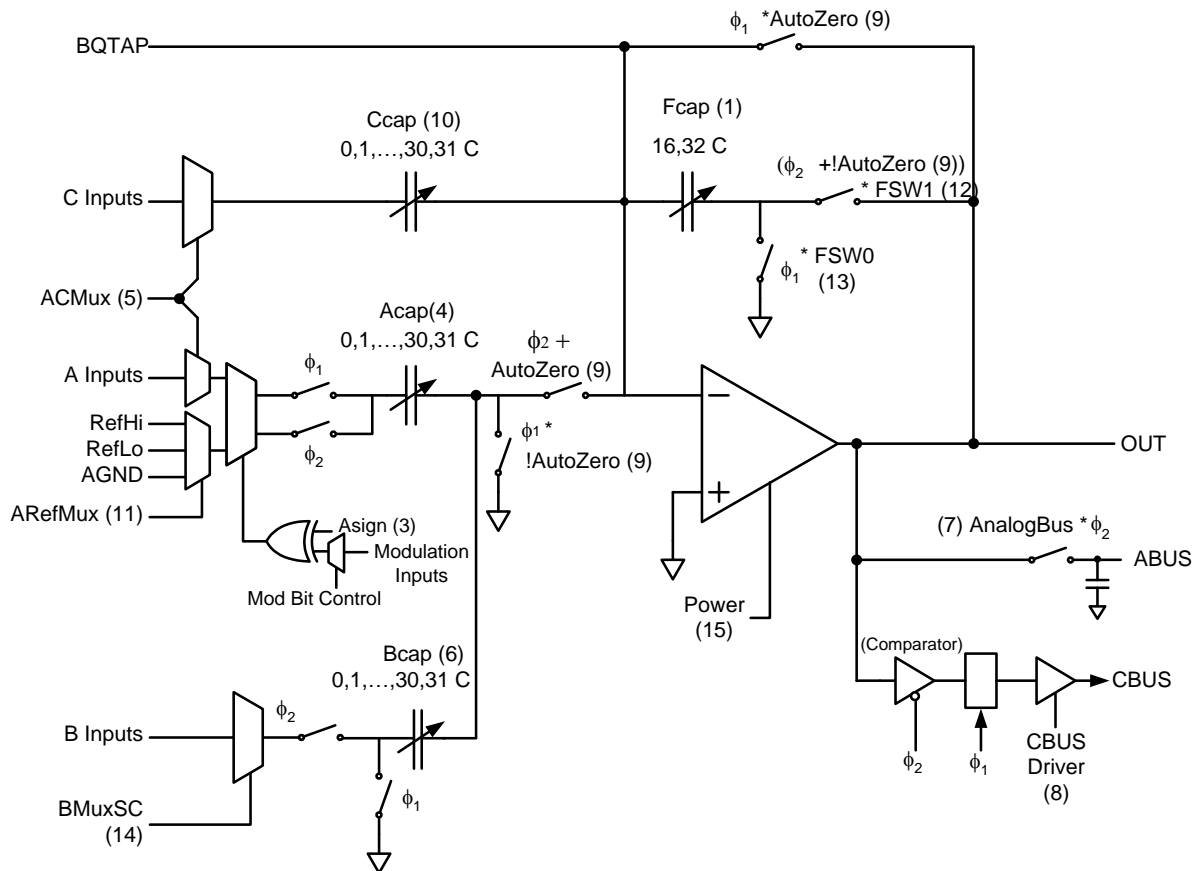 ϕ1 *AutoZero (9)
BQTAP
Ccap (10)
0,1,…,30,31 C
Fcap (1)
16,32 C
(ϕ2 +!AutoZero (9))
* FSW1 (12)
C Inputs
ϕ1 * FSW0
(13)
ACMux (5)
Acap(4)
0,1,…,30,31 C
ϕ2 +
AutoZero (9)
A Inputs
ϕ1
RefHi
RefLo
AGND
ϕ2
ϕ1 *
!AutoZero (9)
OUT
ARefMux (11)
Asign (3)
Modulation
Inputs
Mod Bit Control
(7) AnalogBus * ϕ2
ABUS
Power
(15)
(Comparator)
Bcap (6)
0,1,…,30,31 C
CBUS
B Inputs
ϕ2
ϕ2
ϕ1
CBUS
Driver
(8)
ϕ1
BMuxSC
(14)